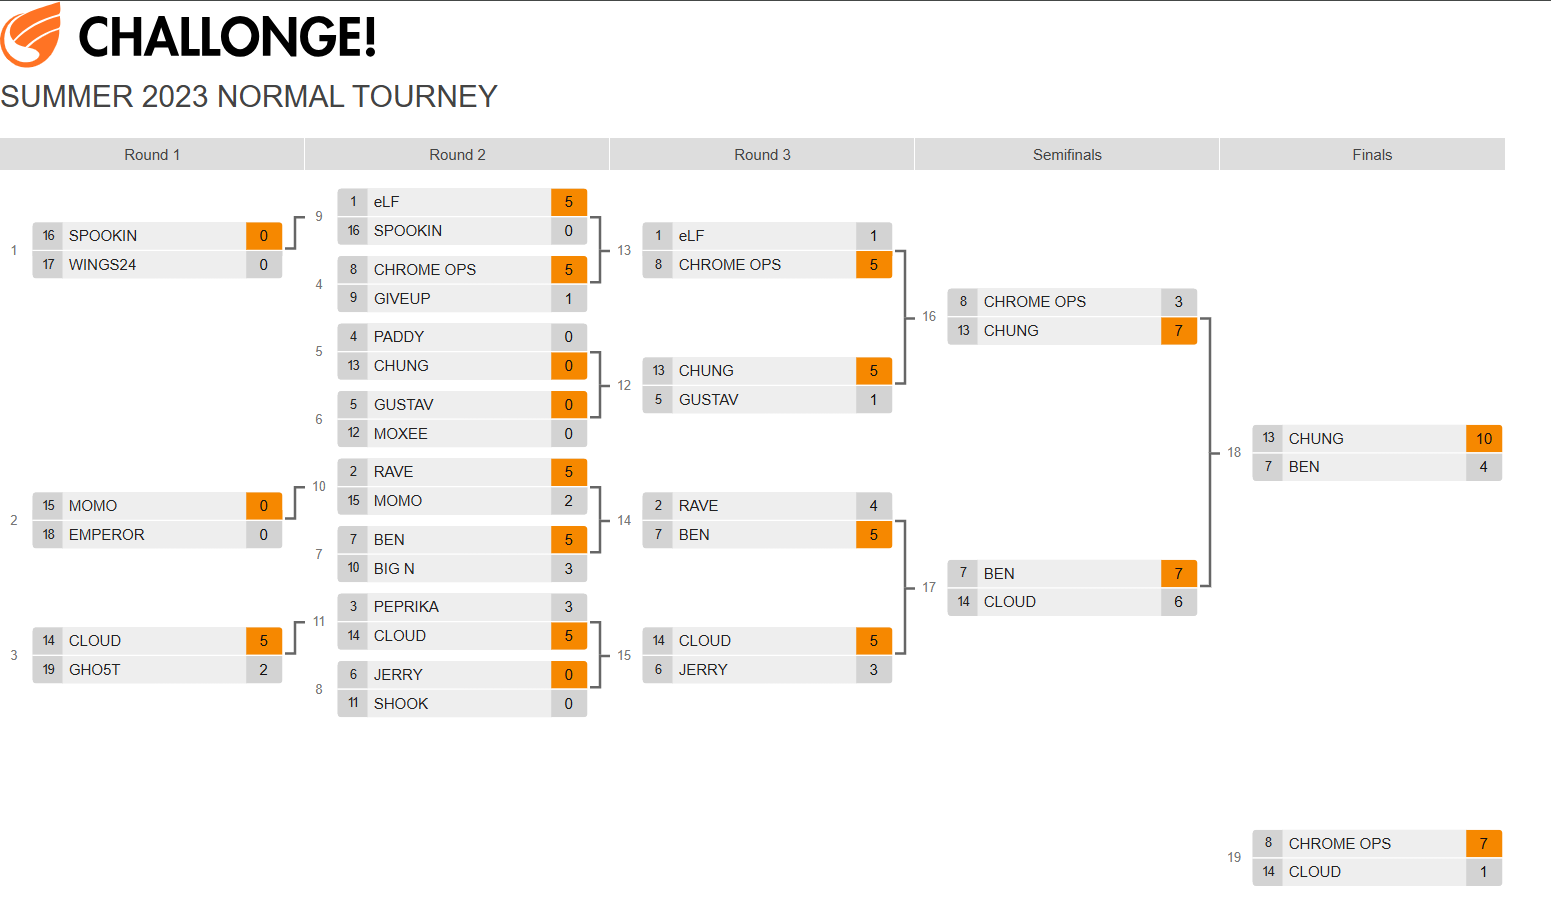 CHALLONGE!
SUMMER 2023 NORMAL TOURNEY
Round 1 Round 2 Round 3 Semifinals Finals
1
16 SPOOKIN 0
17 WINGS24 0
2
15 MOMO 0
18 EMPEROR 0
3
14 CLOUD 5
19 GHO5T 2
9
1 eLF 5
16 SPOOKIN 0
4
8 CHROME OPS 5
9 GIVEUP 1
5
4 PADDY 0
13 CHUNG 0
6
5 GUSTAV 0
12 MOXEE 0
10
2 RAVE 5
15 MOMO 2
7
7 BEN 5
10 BIG N 3
11
3 PEPRIKA 3
14 CLOUD 5
8
6 JERRY 0
11 SHOOK 0
13
1 eLF 1
8 CHROME OPS 5
12
13 CHUNG 5
5 GUSTAV 1
14
2 RAVE 4
7 BEN 5
15
14 CLOUD 5
6 JERRY 3
16
8 CHROME OPS 3
13 CHUNG 7
17
7 BEN 7
14 CLOUD 6
18
13 CHUNG 10
7 BEN 4
19
8 CHROME OPS 7
14 CLOUD 1